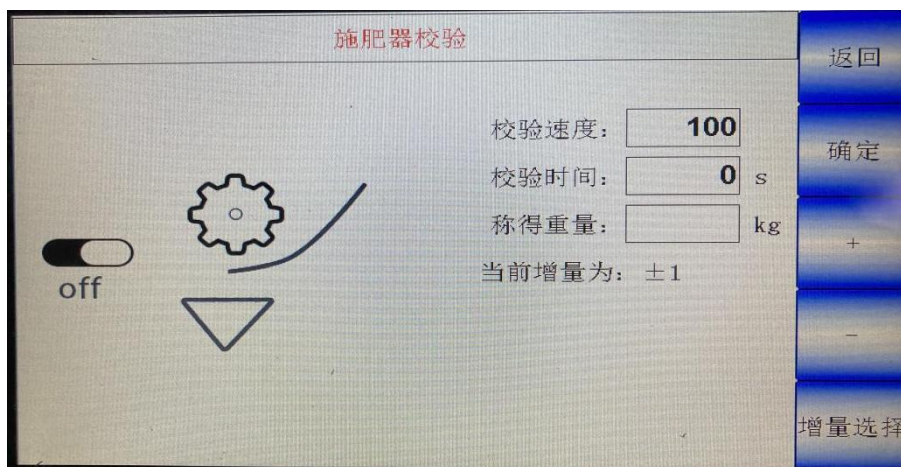 施肥器校验
返回
校验速度： 100
确定
校验时间： 0 s
称得重量： kg
+
当前增量为： ±1
off
-
增量选择